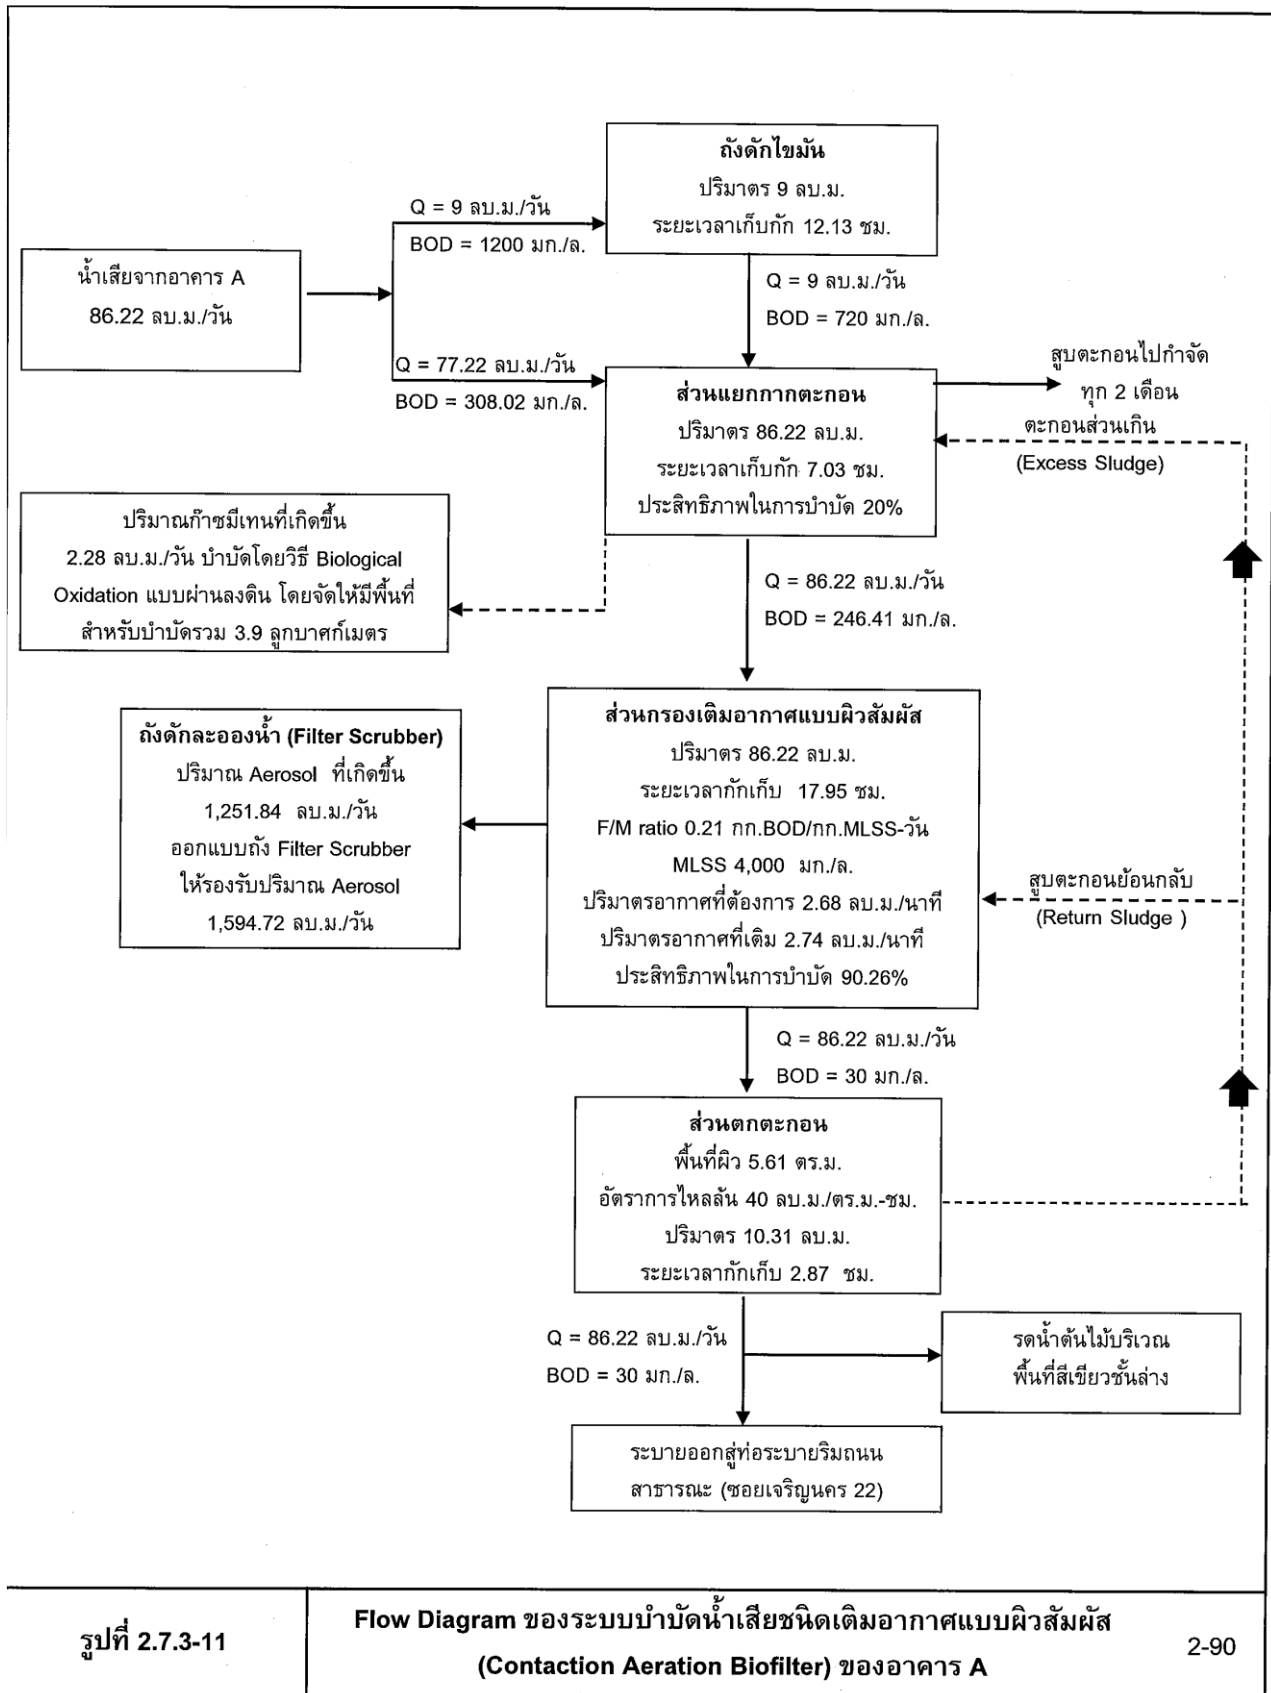 ถังดักไขมัน
ปริมาตร 9 ลบ.ม.
ระยะเวลาเก็บกัก 12.13 ชม.
Q = 9 ลบ.ม./วัน
BOD = 1200 มก./ล.
น้ำเสียจากอาคาร A
86.22 ลบ.ม./วัน
Q = 9 ลบ.ม./วัน
BOD = 720 มก./ล.
Q = 77.22 ลบ.ม./วัน
BOD = 308.02 มก./ล.
ส่วนแยกกากตะกอน
ปริมาตร 86.22 ลบ.ม.
ระยะเวลาเก็บกัก 7.03 ชม.
ประสิทธิภาพในการบำบัด 20%
สูบตะกอนไปกำจัด
ทุก 2 เดือน
ตะกอนส่วนเกิน
(Excess Sludge)
ปริมาณก๊าซมีเทนที่เกิดขึ้น
2.28 ลบ.ม./วัน บำบัดโดยวิธี Biological
Oxidation แบบผ่านลงดิน โดยจัดให้มีพื้นที่
สำหรับบำบัดรวม 3.9 ลูกบาศก์เมตร
Q = 86.22 ลบ.ม./วัน
BOD = 246.41 มก./ล.
ถังดักละอองน้ำ (Filter Scrubber)
ปริมาณ Aerosol ที่เกิดขึ้น
1,251.84 ลบ.ม./วัน
ออกแบบถัง Filter Scrubber
ให้รองรับปริมาณ Aerosol
1,594.72 ลบ.ม./วัน
ส่วนกรองเติมอากาศแบบผิวสัมผัส
ปริมาตร 86.22 ลบ.ม.
ระยะเวลากักเก็บ 17.95 ชม.
F/M ratio 0.21 กก.BOD/กก.MLSS-วัน
MLSS 4,000 มก./ล.
ปริมาตรอากาศที่ต้องการ 2.68 ลบ.ม./นาที
ปริมาตรอากาศที่เติม 2.74 ลบ.ม./นาที
ประสิทธิภาพในการบำบัด 90.26%
สูบตะกอนย้อนกลับ
(Return Sludge )
Q = 86.22 ลบ.ม./วัน
BOD = 30 มก./ล.
ส่วนตกตะกอน
พื้นที่ผิว 5.61 ตร.ม.
อัตราการไหลล้น 40 ลบ.ม./ตร.ม.-ชม.
ปริมาตร 10.31 ลบ.ม.
ระยะเวลากักเก็บ 2.87 ชม.
Q = 86.22 ลบ.ม./วัน
BOD = 30 มก./ล.
รดน้ำต้นไม้บริเวณ
พื้นที่สีเขียวชั้นล่าง
ระบายออกสู่ท่อระบายริมถนน
สาธารณะ (ซอยเจริญนคร 22)
รูปที่ 2.7.3-11
Flow Diagram ของระบบบำบัดน้ำเสียชนิดเติมอากาศแบบผิวสัมผัส
(Contaction Aeration Biofilter) ของอาคาร A
2-90